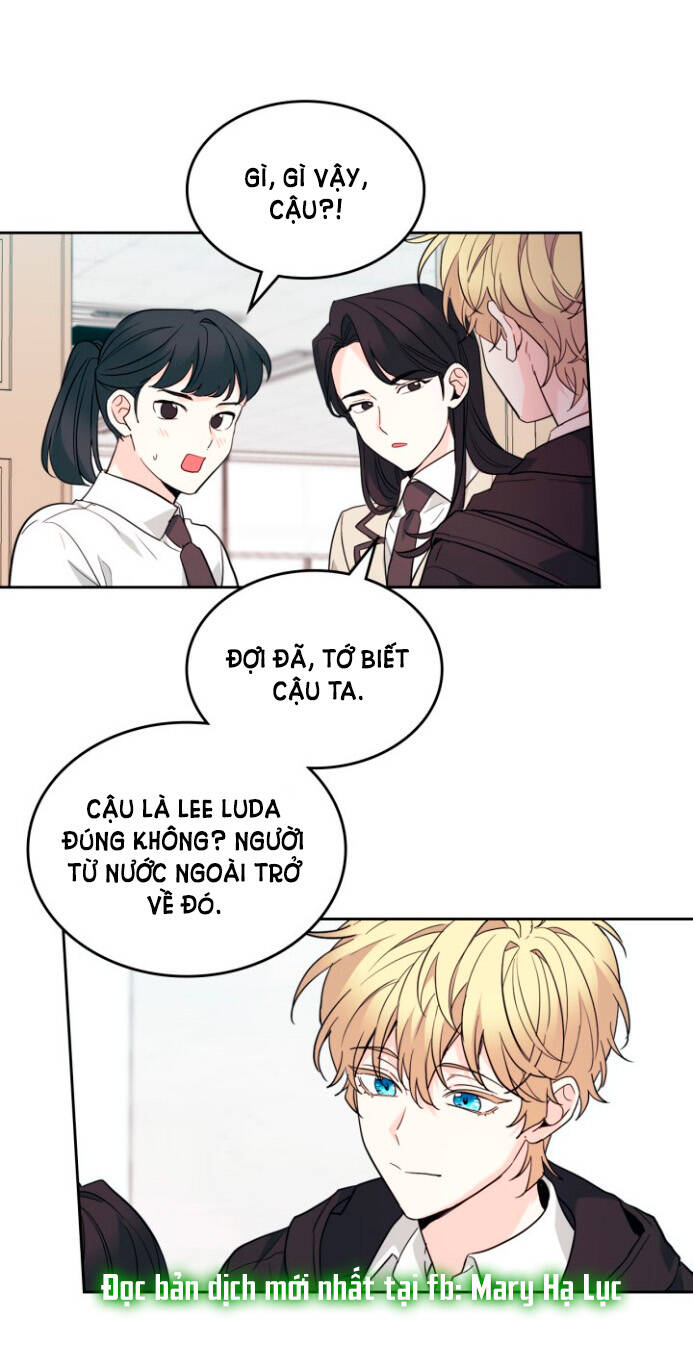 GÌ, GÌ VẬY,
CẬU?!
ĐỢI ĐÃ, TỚ BIẾT
CẬU TA.
CẬU LÀ LEE LUDA
ĐÚNG KHÔNG? NGƯỜI
TỪ NƯỚC NGOÀI TRỞ
VỀ ĐÓ.
Đọc bản dịch mới nhất tại fb: Mary Hạ Lục